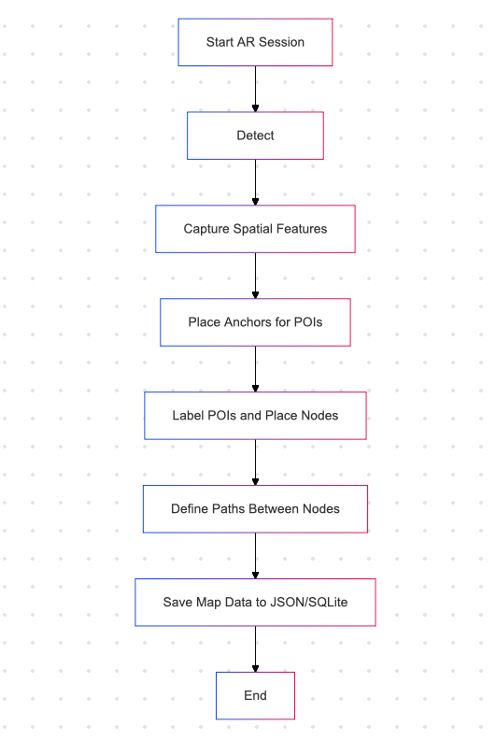 Start AR Session
Detect
Capture Spatial Features
Place Anchors for POIs
Label POIs and Place Nodes
Define Paths Between Nodes
Save Map Data to JSON/SQLite
End